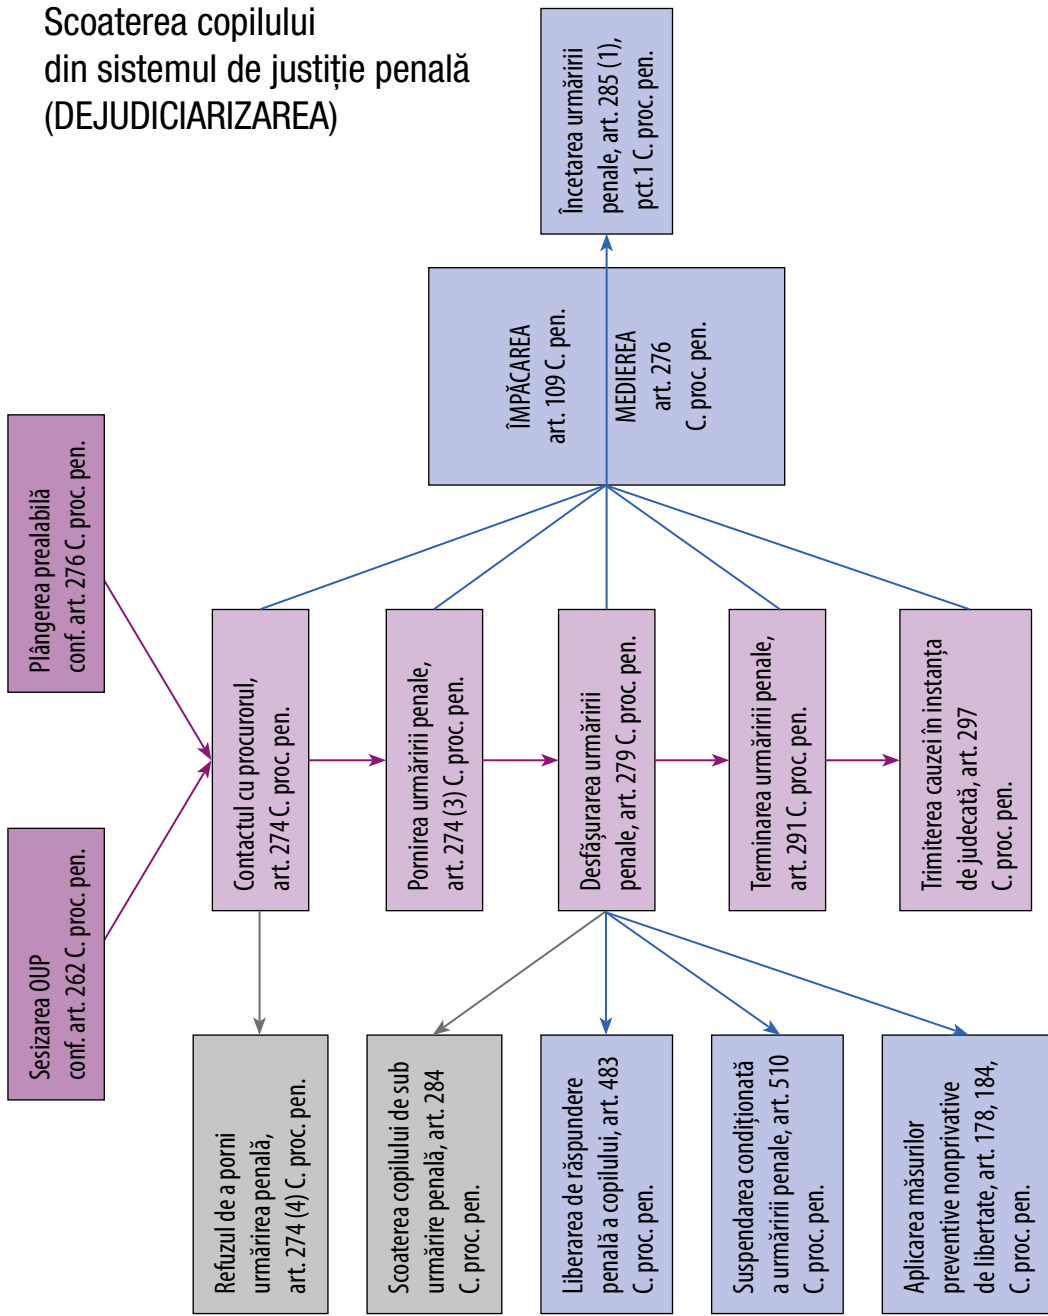 Scoaterea copilului
din sistemul de justiție penală
(DEJUDICIARIZAREA)
Sesizarea OUP
conf. art. 262 C. proc. pen.
Plângerea prealabilă
conf. art. 276 C. proc. pen.
Refuzul de a porni
urmărirea penală,
art. 274 (4) C. proc. pen.
Contactul cu procurorul,
art. 274 C. proc. pen.
Scoaterea copilului de sub
urmărire penală, art. 284
C. proc. pen.
Pornirea urmăririi penale,
art. 274 (3) C. proc. pen.
Liberarea de răspundere
penală a copilului, art. 483
C. proc. pen.
Desfășurarea urmăririi
penale, art. 279 C. proc. pen.
Suspendarea condiționată
a urmăririi penale, art. 510
C. proc. pen.
Terminarea urmăririi penale,
art. 291 C. proc. pen.
Aplicarea măsurilor
preventive nonprivative
de libertate, art. 178, 184,
C. proc. pen.
Trimiterea cauzei în instanța
de judecată, art. 297
C. proc. pen.
ÎMPĂCAREA
art. 109 C. pen.
MEDIEREA
art. 276
C. proc. pen.
Încetarea urmăririi
penale, art. 285 (1),
pct.1 C. proc. pen.